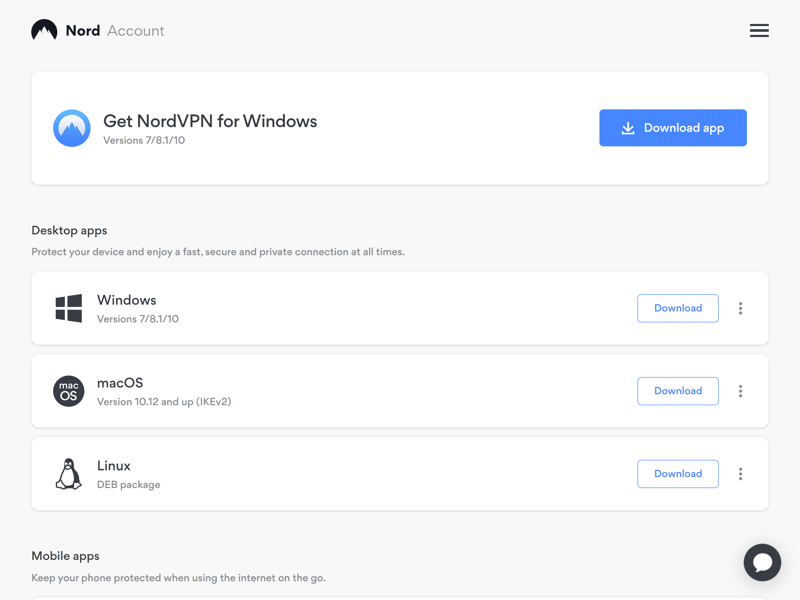 Nord Account
Get NordVPN for Windows
Versions 7/8.1/10
Download app
Desktop apps
Protect your device and enjoy a fast, secure and private connection at all times.
Windows
Versions 7/8.1/10
Download
mac
OS
macOS
Version 10.12 and up (IKEv2)
Download
Linux
DEB package
Download
Mobile apps
Keep your phone protected when using the internet on the go.